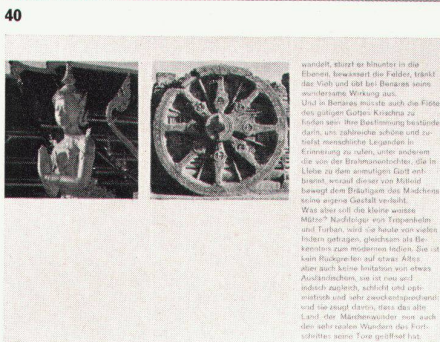 40
wandelt, stürzt er hinunter in die
Ebenen, bewässert die Felder, tränkt
das Vieh und übt bei Benares seine
wundersame Wirkung aus.
Und in Benares müsste auch die Flöte
des gütigen Gottes Krischna zu
finden sein. Ihre Bestimmung bestünde
darin, uns zahlreiche schöne und zu-
tiefst menschliche Legenden in
Erinnerung zu rufen, unter anderem
die von der Brahmanentochter, die in
Liebe zu dem anmutigen Gott ent-
brannt, worauf dieser von Mitleid
bewegt dem Bräutigam des Mädchens
seine eigene Gestalt verleiht.
Was aber soll die kleine weisse
Mütze? Nachfolger von Tropenhelm
und Turban, wird sie heute von vielen
Indern getragen, gleichsam als Be-
kenntnis zum modernen Indien. Sie ist
kein Rückgreifen auf etwas Altes
aber auch keine Imitation von etwas
Ausländischem, sie ist neu und
indisch zugleich, schlicht und opti-
mistisch und sehr zweckentsprechend
und sie zeugt davon, dass das alte
Land der Märchenwunder nun auch
den sehr realen Wundern des Fort-
schrittes seine Tore geöffnet hat.